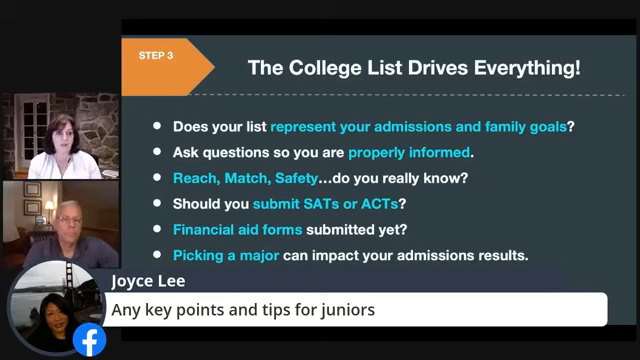 STEP 3
The College List Drives Everything!
Does your list represent your admissions and family goals?
Ask questions so you are properly informed.
Reach, Match, Safety...do you really know?
Should you submit SATs or ACTs?
Financial aid forms submitted yet?
Picking a major can impact your admissions results.
Joyce Lee
Any key points and tips for juniors